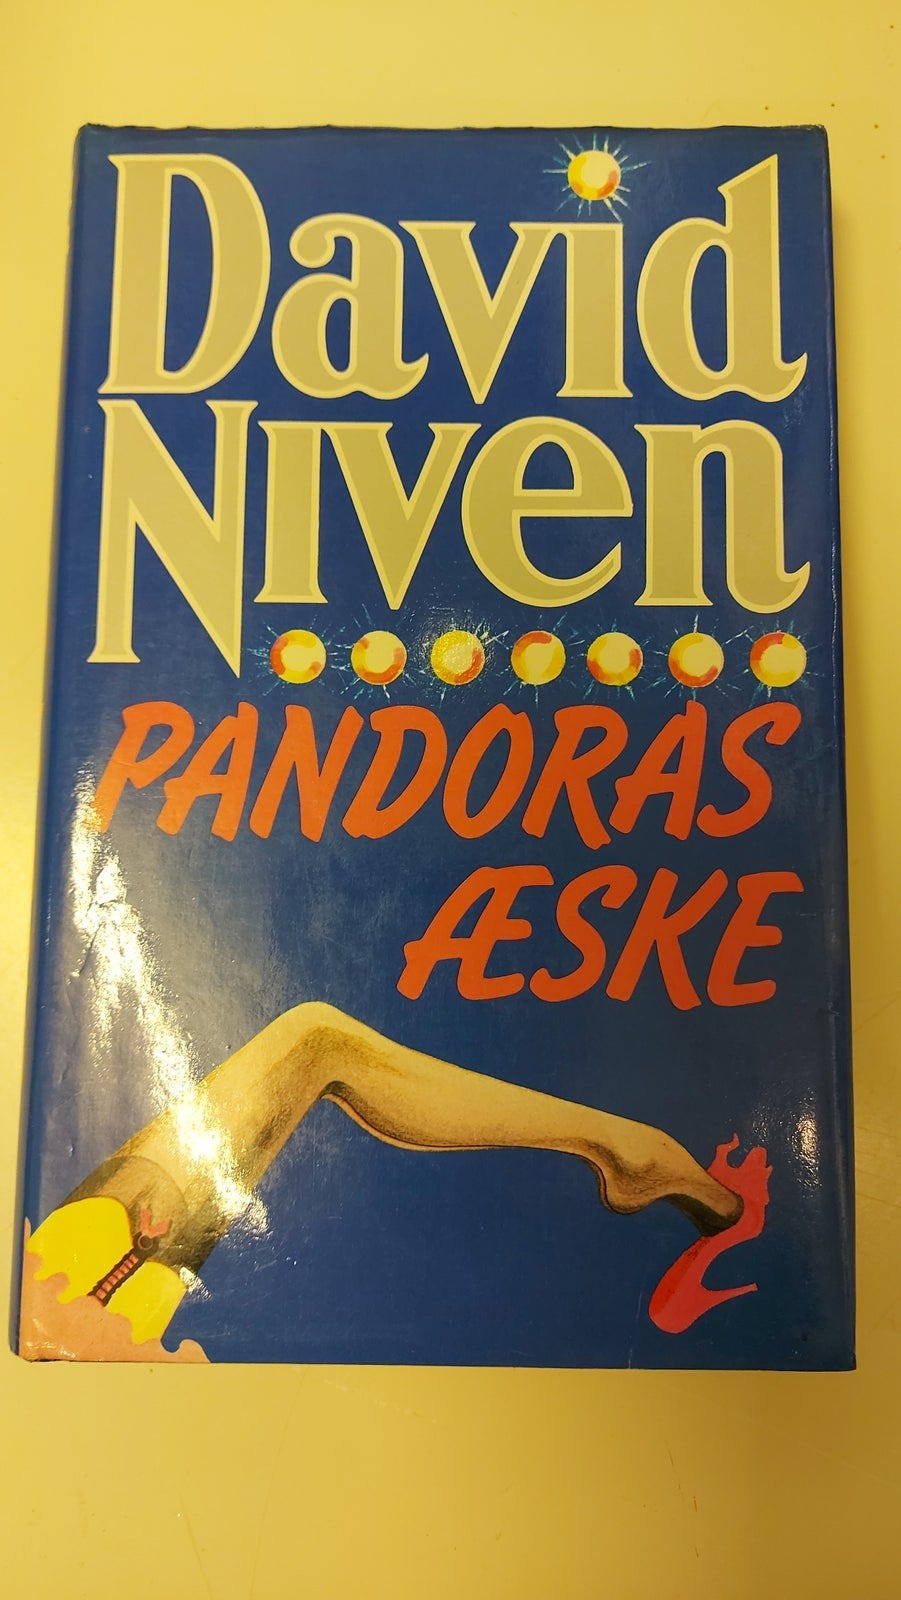 David
Niven
PANDORAS
ÆSKE